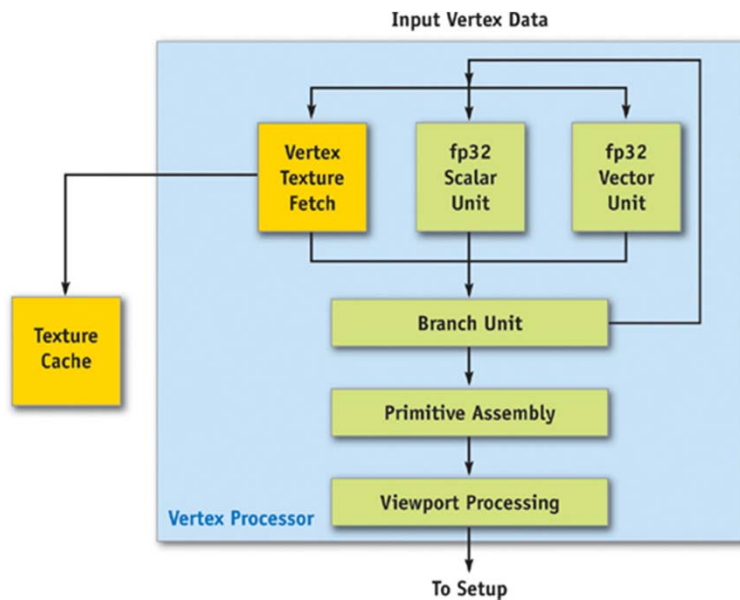 Input Vertex Data
Vertex
Texture
Fetch
fp32
Scalar
Unit
fp32
Vector
Unit
Texture
Cache
Branch Unit
Primitive Assembly
Viewport Processing
Vertex Processor
To Setup